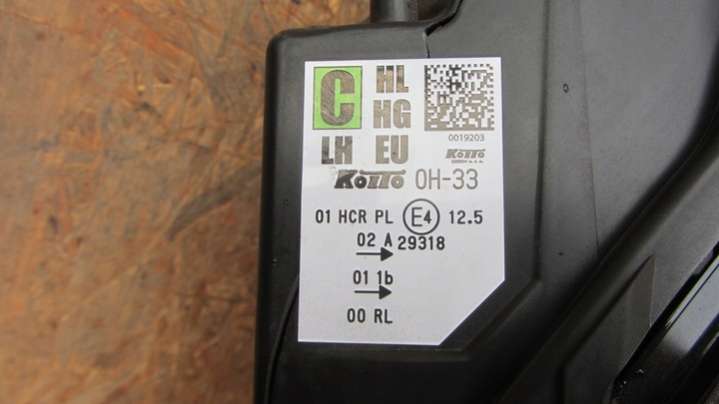 C HL
HG
LH EU
0019203
KOITO
KOITO OH-33
01 HCR PL E4 12.5
02 A 29318
→
01 1b
→
00 RL